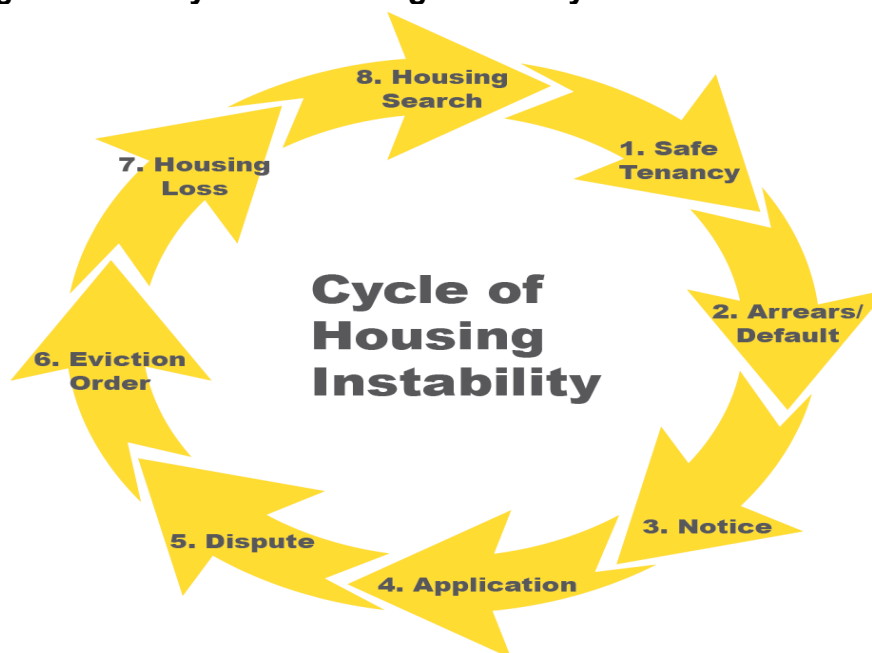 Cycle of
Housing
Instability
1. Safe
Tenancy
2. Arrears/
Default
3. Notice
4. Application
5. Dispute
6. Eviction
Order
7. Housing
Loss
8. Housing
Search